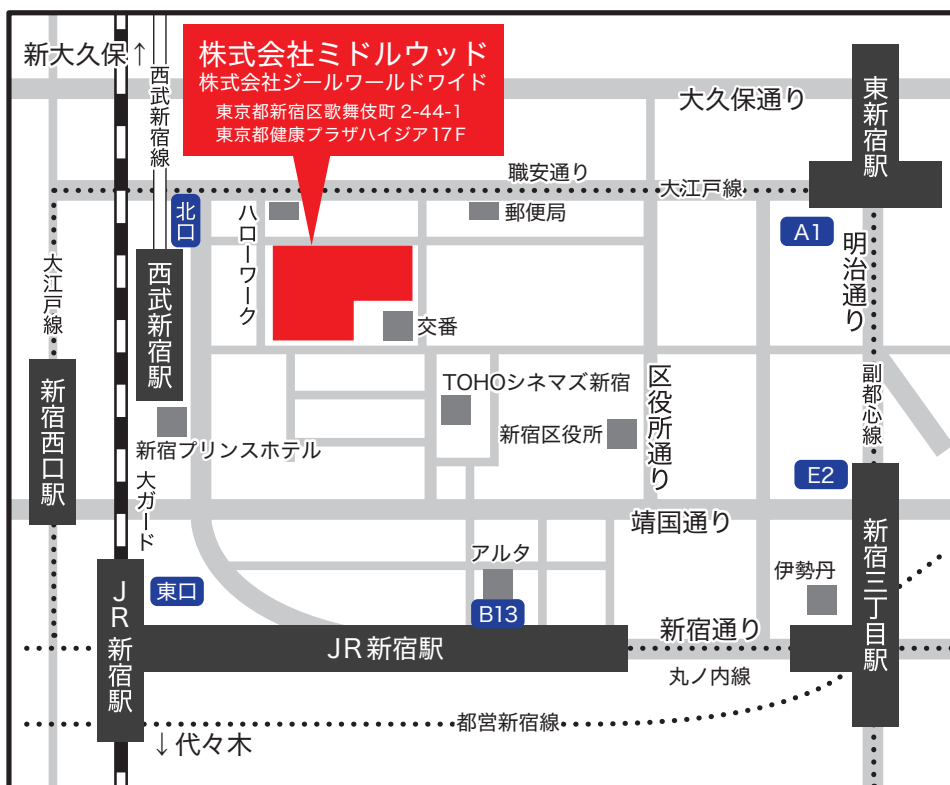 新大久保↑
西武新宿線
株式会社ミドルウッド
株式会社ジールワールドワイド
東京都新宿区歌舞伎町 2-44-1
東京都健康プラザハイジア17F
大久保通り
東新宿駅
職安通り
大江戸線
北口
ハローワーク
郵便局
A1
明治通り
大江戸線
西武新宿駅
交番
新宿西口駅
TOHOシネマズ新宿
区役所通り
副都心線
新宿区役所
新宿プリンスホテル
大ガード
E2
靖国通り
新宿三丁目駅
アルタ
伊勢丹
東口
B13
JR新宿駅
JR新宿駅
新宿通り
丸ノ内線
都営新宿線
↓代々木